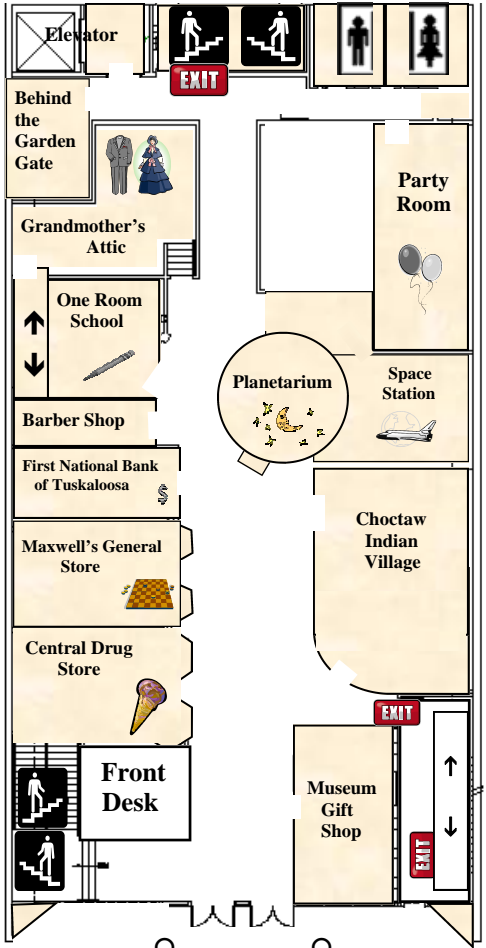 Elevator
EXIT
Behind
the
Garden
Gate
Grandmother's
Attic
Party
Room
One Room
School
Planetarium
Space
Station
Barber Shop
First National Bank
of Tuskaloosa
$
Choctaw
Indian
Village
Maxwell's General
Store
Central Drug
Store
EXIT
Front
Desk
Museum
Gift
Shop
EXIT